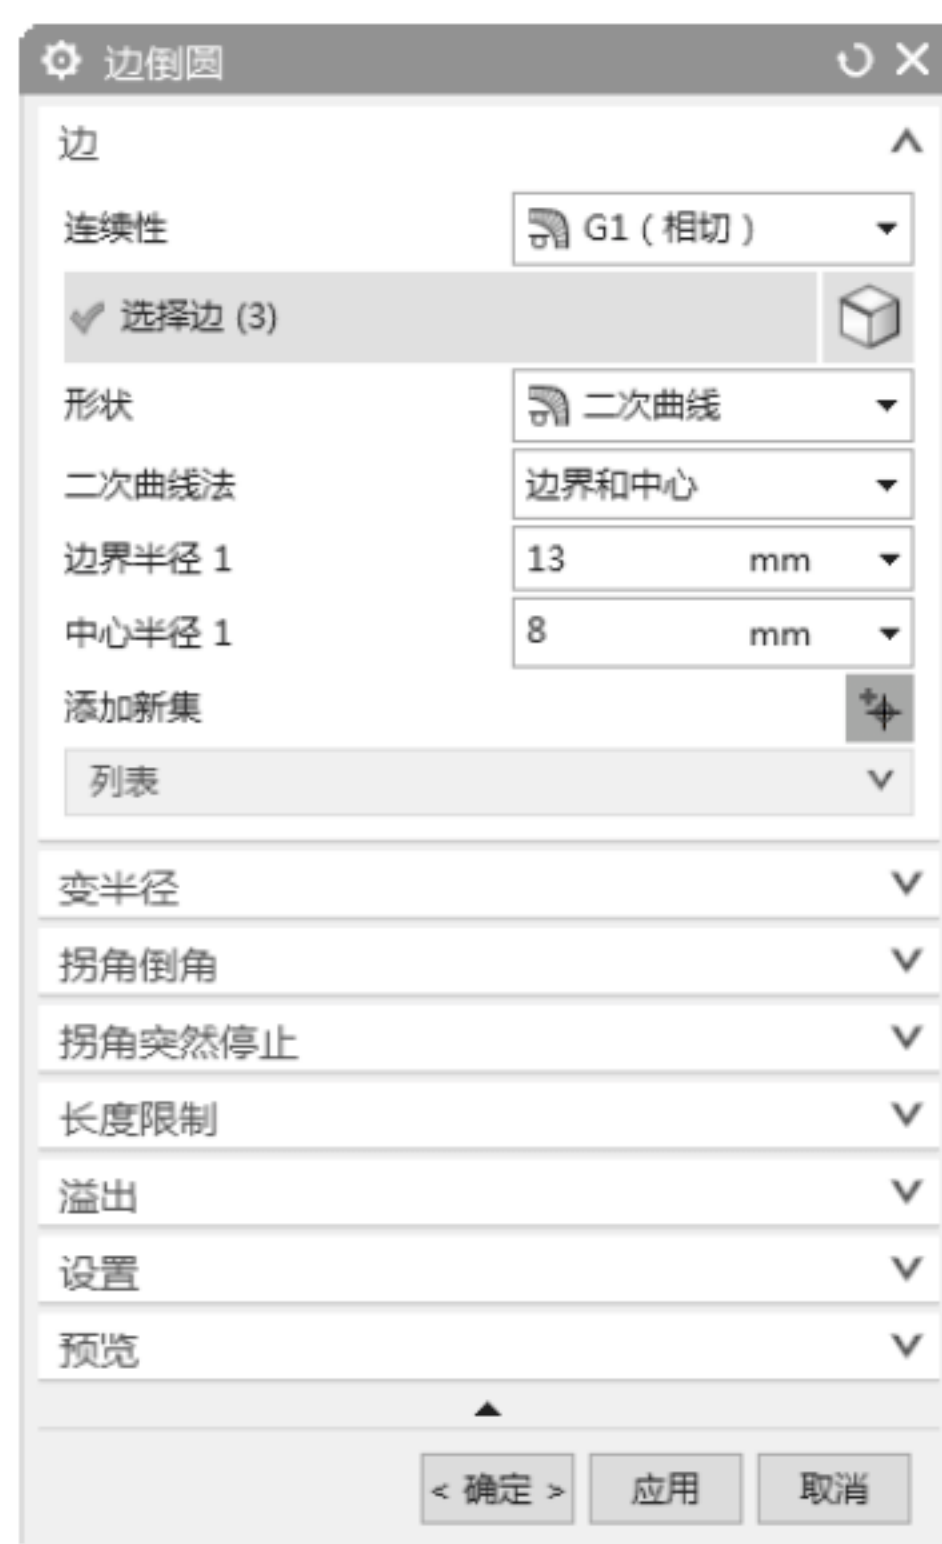 边倒圆
边
连续性 G1（相切）
选择边 (3)
形状 二次曲线
二次曲线法 边界和中心
边界半径 1 13 mm
中心半径 1 8 mm
添加新集
列表
变半径
拐角倒角
拐角突然停止
长度限制
溢出
设置
预览
< 确定 > 应用 取消